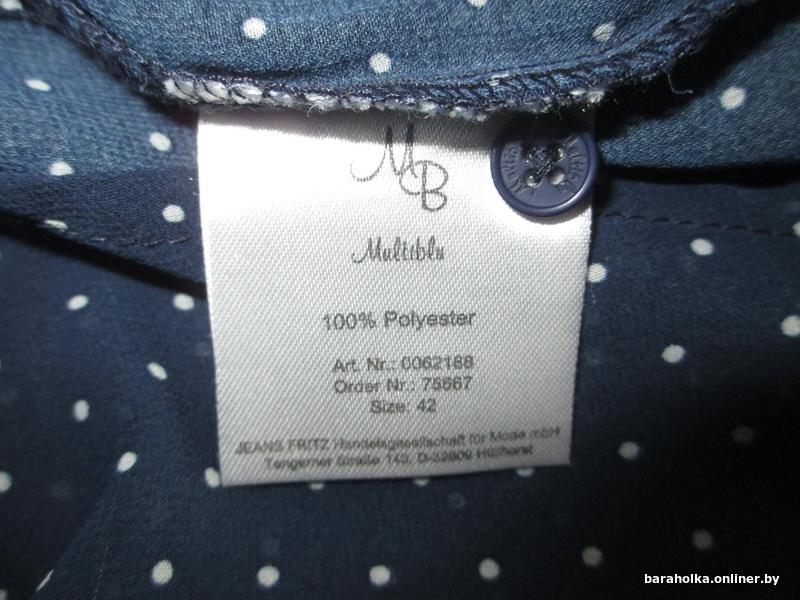 MB
Multiblu
100% Polyester
Art. Nr.: 0062188
Order Nr.: 75667
Size: 42
JEANS FRITZ Handelsgesellschaft für Mode mbH
Tengerner Straße 143, D-32609 Hüllhorst
baraholka.onliner.by